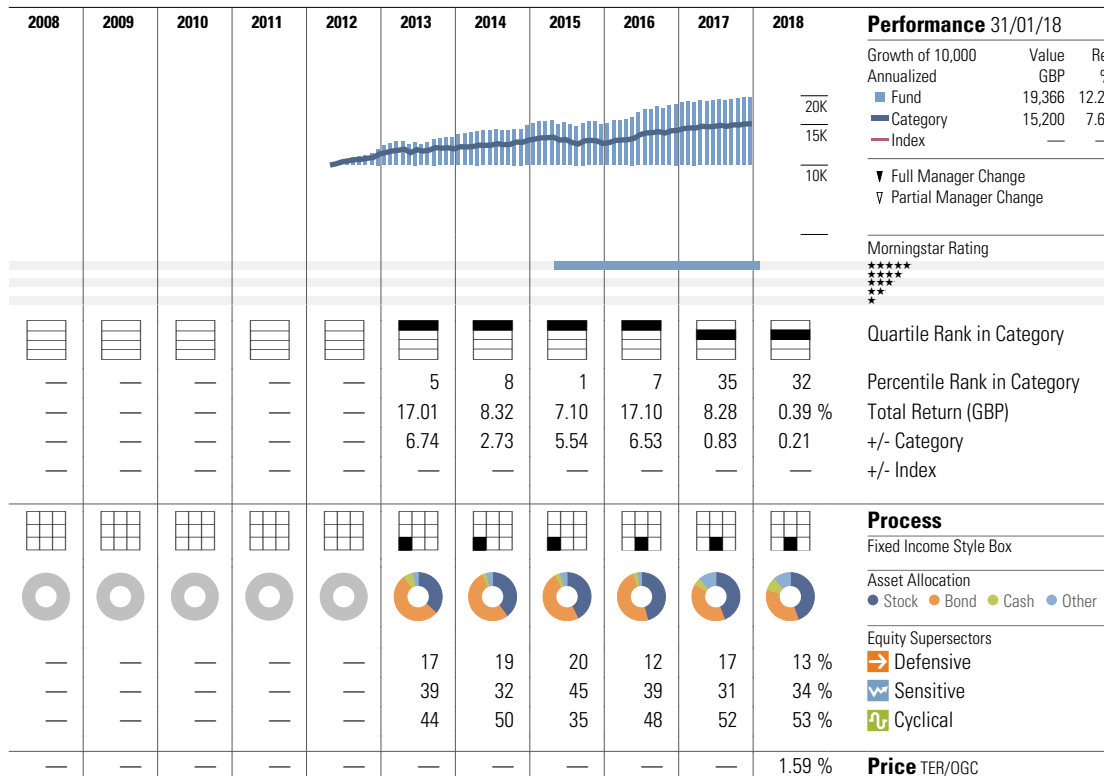 2008 2009 2010 2011 2012 2013 2014 2015 2016 2017 2018 Performance 31/01/18
Growth of 10,000 Value
Annualized GBP
Fund 19,366 12.2
Category 15,200 7.6
Index — —
20K
15K
10K
Full Manager Change
Partial Manager Change
Morningstar Rating
★★★★★
★★★★
★★★
★★
★
Quartile Rank in Category
— — — — — 5 8 1 7 35 32 Percentile Rank in Category
— — — — — 17.01 8.32 7.10 17.10 8.28 0.39 % Total Return (GBP)
— — — — — 6.74 2.73 5.54 6.53 0.83 0.21 +/- Category
— — — — — — — — — — — +/- Index
Process
Fixed Income Style Box
Asset Allocation
Stock Bond Cash Other
Equity Supersectors
— — — — — 17 19 20 12 17 13 % Defensive
— — — — — 39 32 45 39 31 34 % Sensitive
— — — — — 44 50 35 48 52 53 % Cyclical
— — — — — — — — — — 1.59 % Price TER/OGC